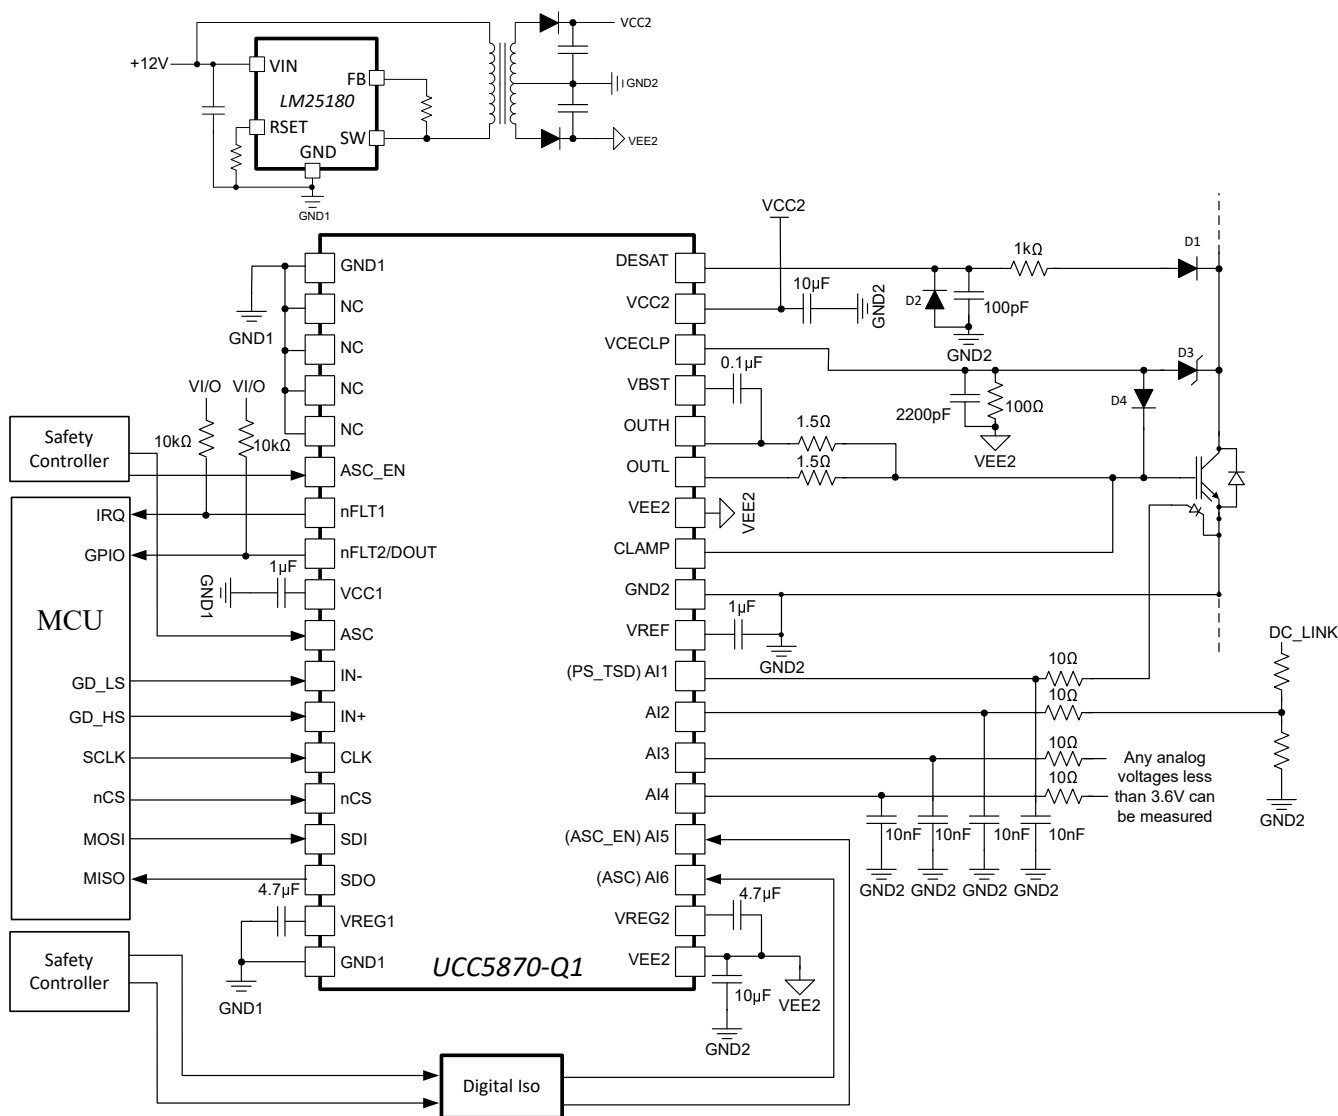 VCC2
+12V
VIN
FB
LM25180
GND2
RSET
SW
VEE2
GND
GND1
VCC2
GND1
NC
NC
NC
NC
GND1
VI/O
VI/O
10kΩ
10kΩ
Safety
Controller
ASC_EN
IRQ
nFLT1
GPIO
nFLT2/DOUT
1µF
GND1
VCC1
MCU
ASC
GD_LS
IN-
GD_HS
IN+
SCLK
CLK
nCS
nCS
MOSI
SDI
MISO
SDO
4.7µF
VREG1
GND1
GND1
Safety
Controller
UCC5870-Q1
Digital Iso
DESAT
1kΩ
D1
VCC2
10µF
GND2
D2
100pF
GND2
VCECLP
D3
0.1µF
VBST
2200pF
100Ω
D4
VEE2
OUTH
1.5Ω
OUTL
1.5Ω
VEE2
VEE2
CLAMP
GND2
1µF
VREF
GND2
DC_LINK
(PS_TSD) AI1
10Ω
AI2
10Ω
AI3
10Ω
AI4
10Ω
Any analog
voltages less
than 3.6V can
be measured
GND2
10nF
10nF
10nF
10nF
GND2
GND2
GND2
GND2
(ASC_EN) AI5
(ASC) AI6
4.7µF
VREG2
VEE2
10µF
VEE2
GND2